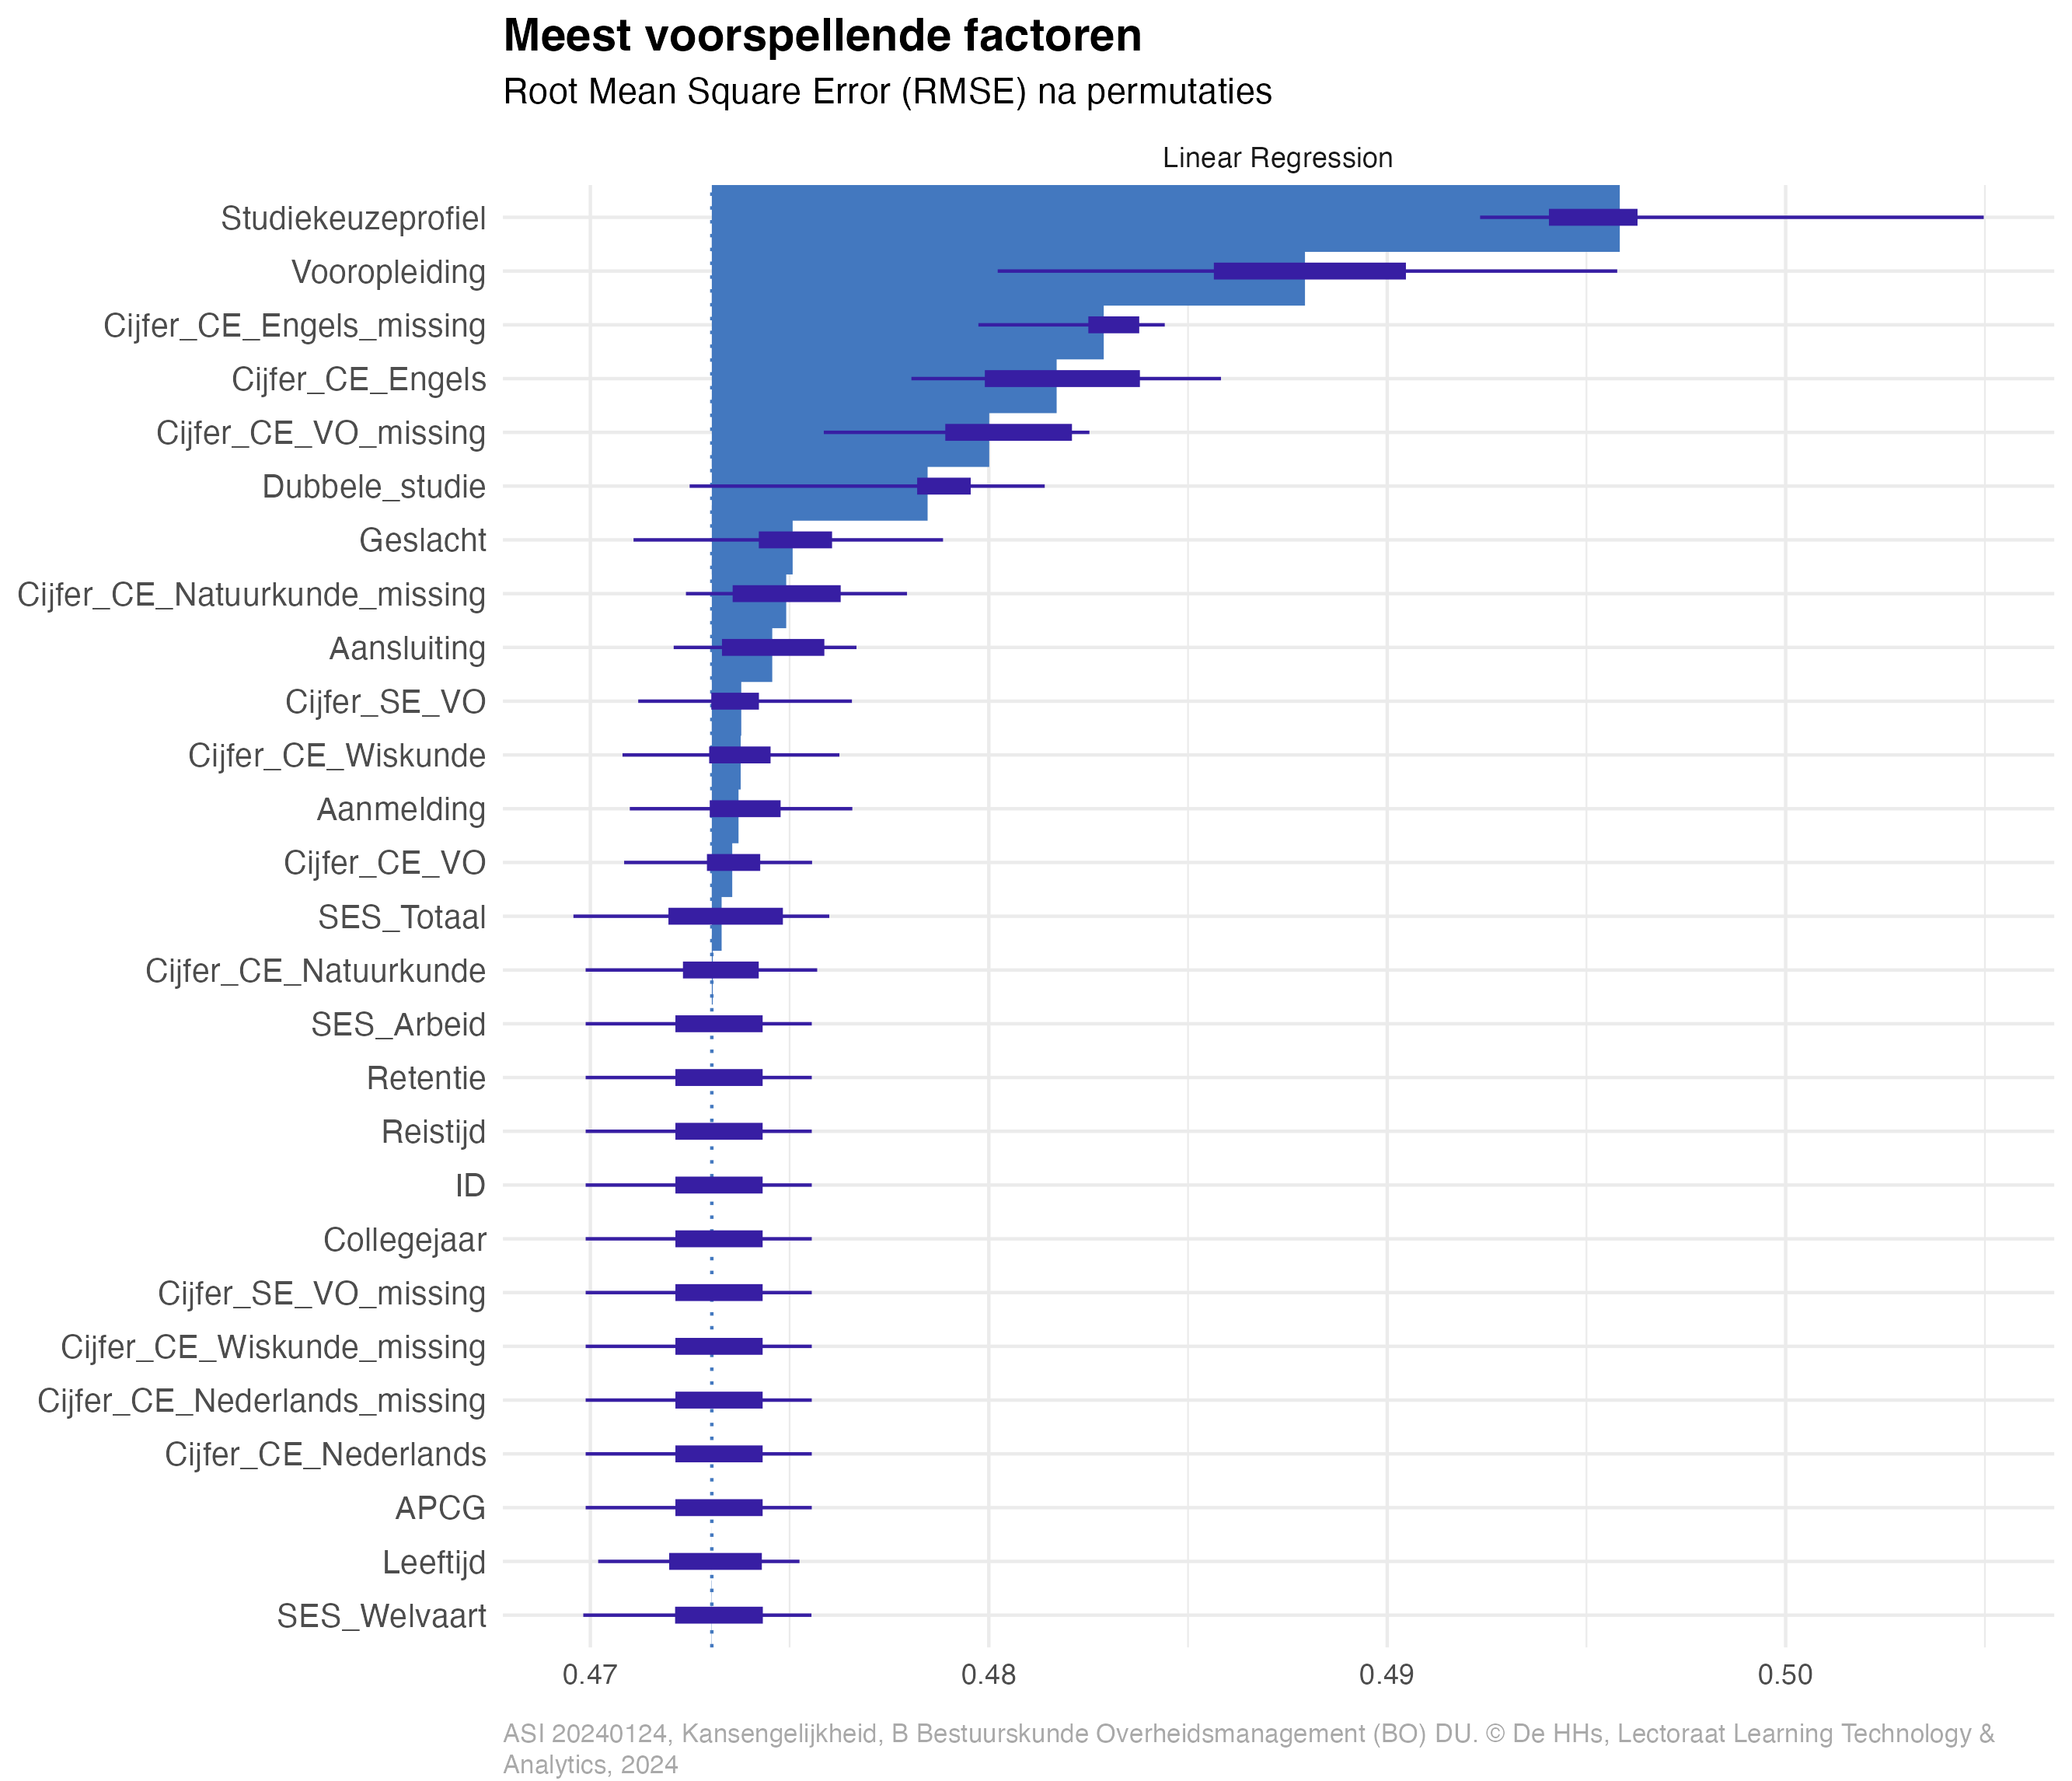 Meest voorspellende factoren
Root Mean Square Error (RMSE) na permutaties
Linear Regression
Studiekeuzeprofiel
Vooropleiding
Cijfer_CE_Engels_missing
Cijfer_CE_Engels
Cijfer_CE_VO_missing
Dubbele_studie
Geslacht
Cijfer_CE_Natuurkunde_missing
Aansluiting
Cijfer_SE_VO
Cijfer_CE_Wiskunde
Aanmelding
Cijfer_CE_VO
SES_Totaal
Cijfer_CE_Natuurkunde
SES_Arbeid
Retentie
Reistijd
ID
Collegejaar
Cijfer_SE_VO_missing
Cijfer_CE_Wiskunde_missing
Cijfer_CE_Nederlands_missing
Cijfer_CE_Nederlands
APCG
Leeftijd
SES_Welvaart
0.47 0.48 0.49 0.50
ASI 20240124, Kansengelijkheid, B Bestuurskunde Overheidsmanagement (BO) DU. © De HHs, Lectoraat Learning Technology &
Analytics, 2024